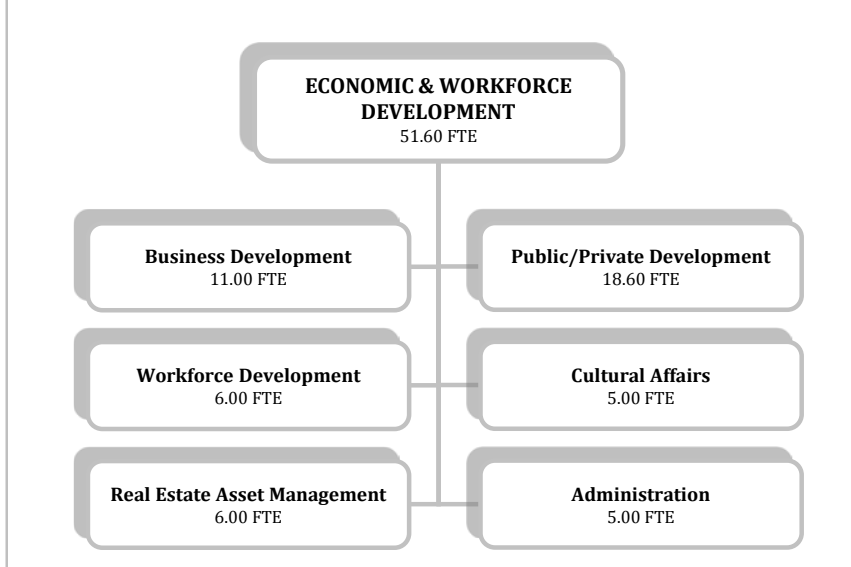 ECONOMIC & WORKFORCE
DEVELOPMENT
51.60 FTE
Business Development
11.00 FTE
Public/Private Development
18.60 FTE
Workforce Development
6.00 FTE
Cultural Affairs
5.00 FTE
Real Estate Asset Management
6.00 FTE
Administration
5.00 FTE